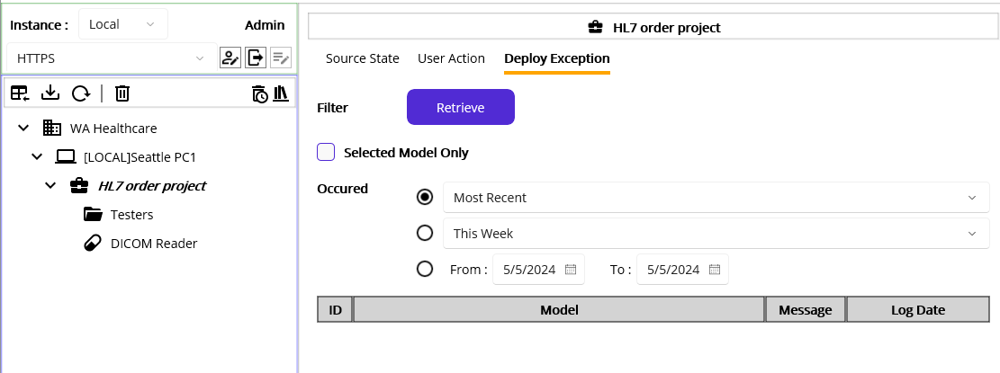 Instance : Local Admin
HTTPS
WA Healthcare
[LOCAL]Seattle PC1
HL7 order project
Testers
DICOM Reader
HL7 order project
Source State User Action Deploy Exception
Filter Retrieve
Selected Model Only
Occured Most Recent
This Week
From : 5/5/2024 To : 5/5/2024
ID Model Message Log Date